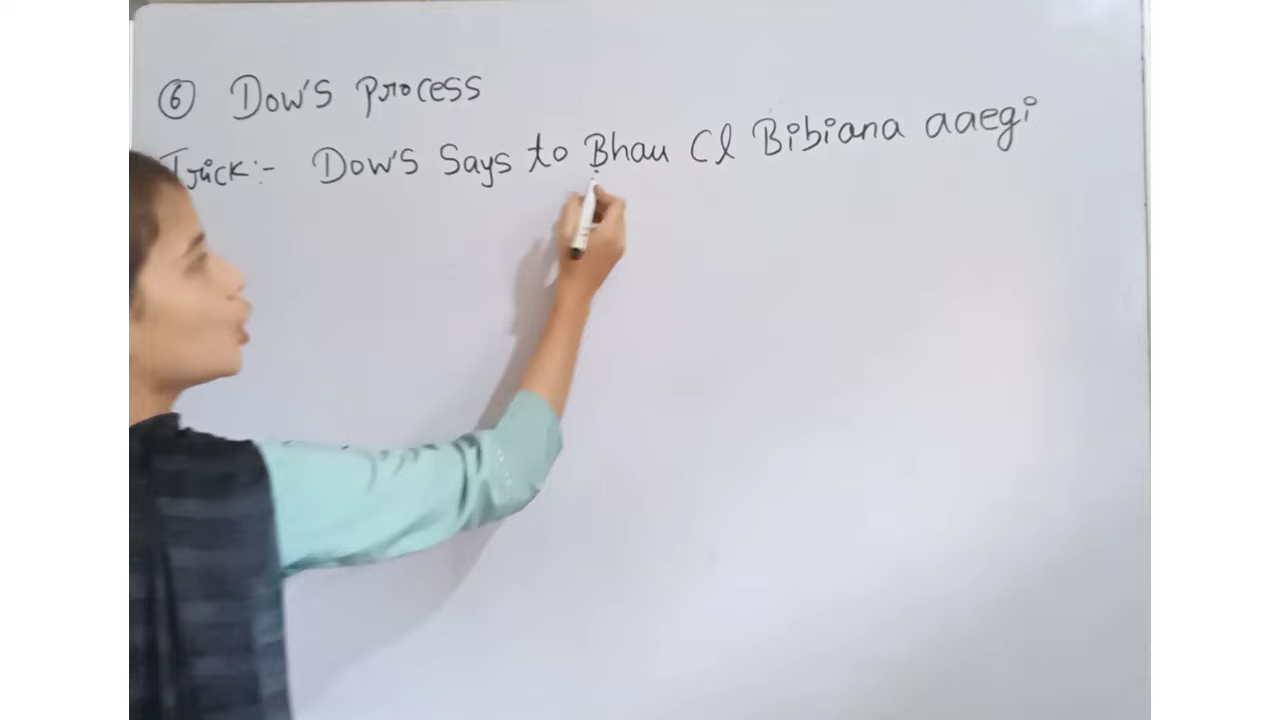 ⑥ Dow's Process
Trick:- Dow's Says to Bhau Cl Bibiana aaegi